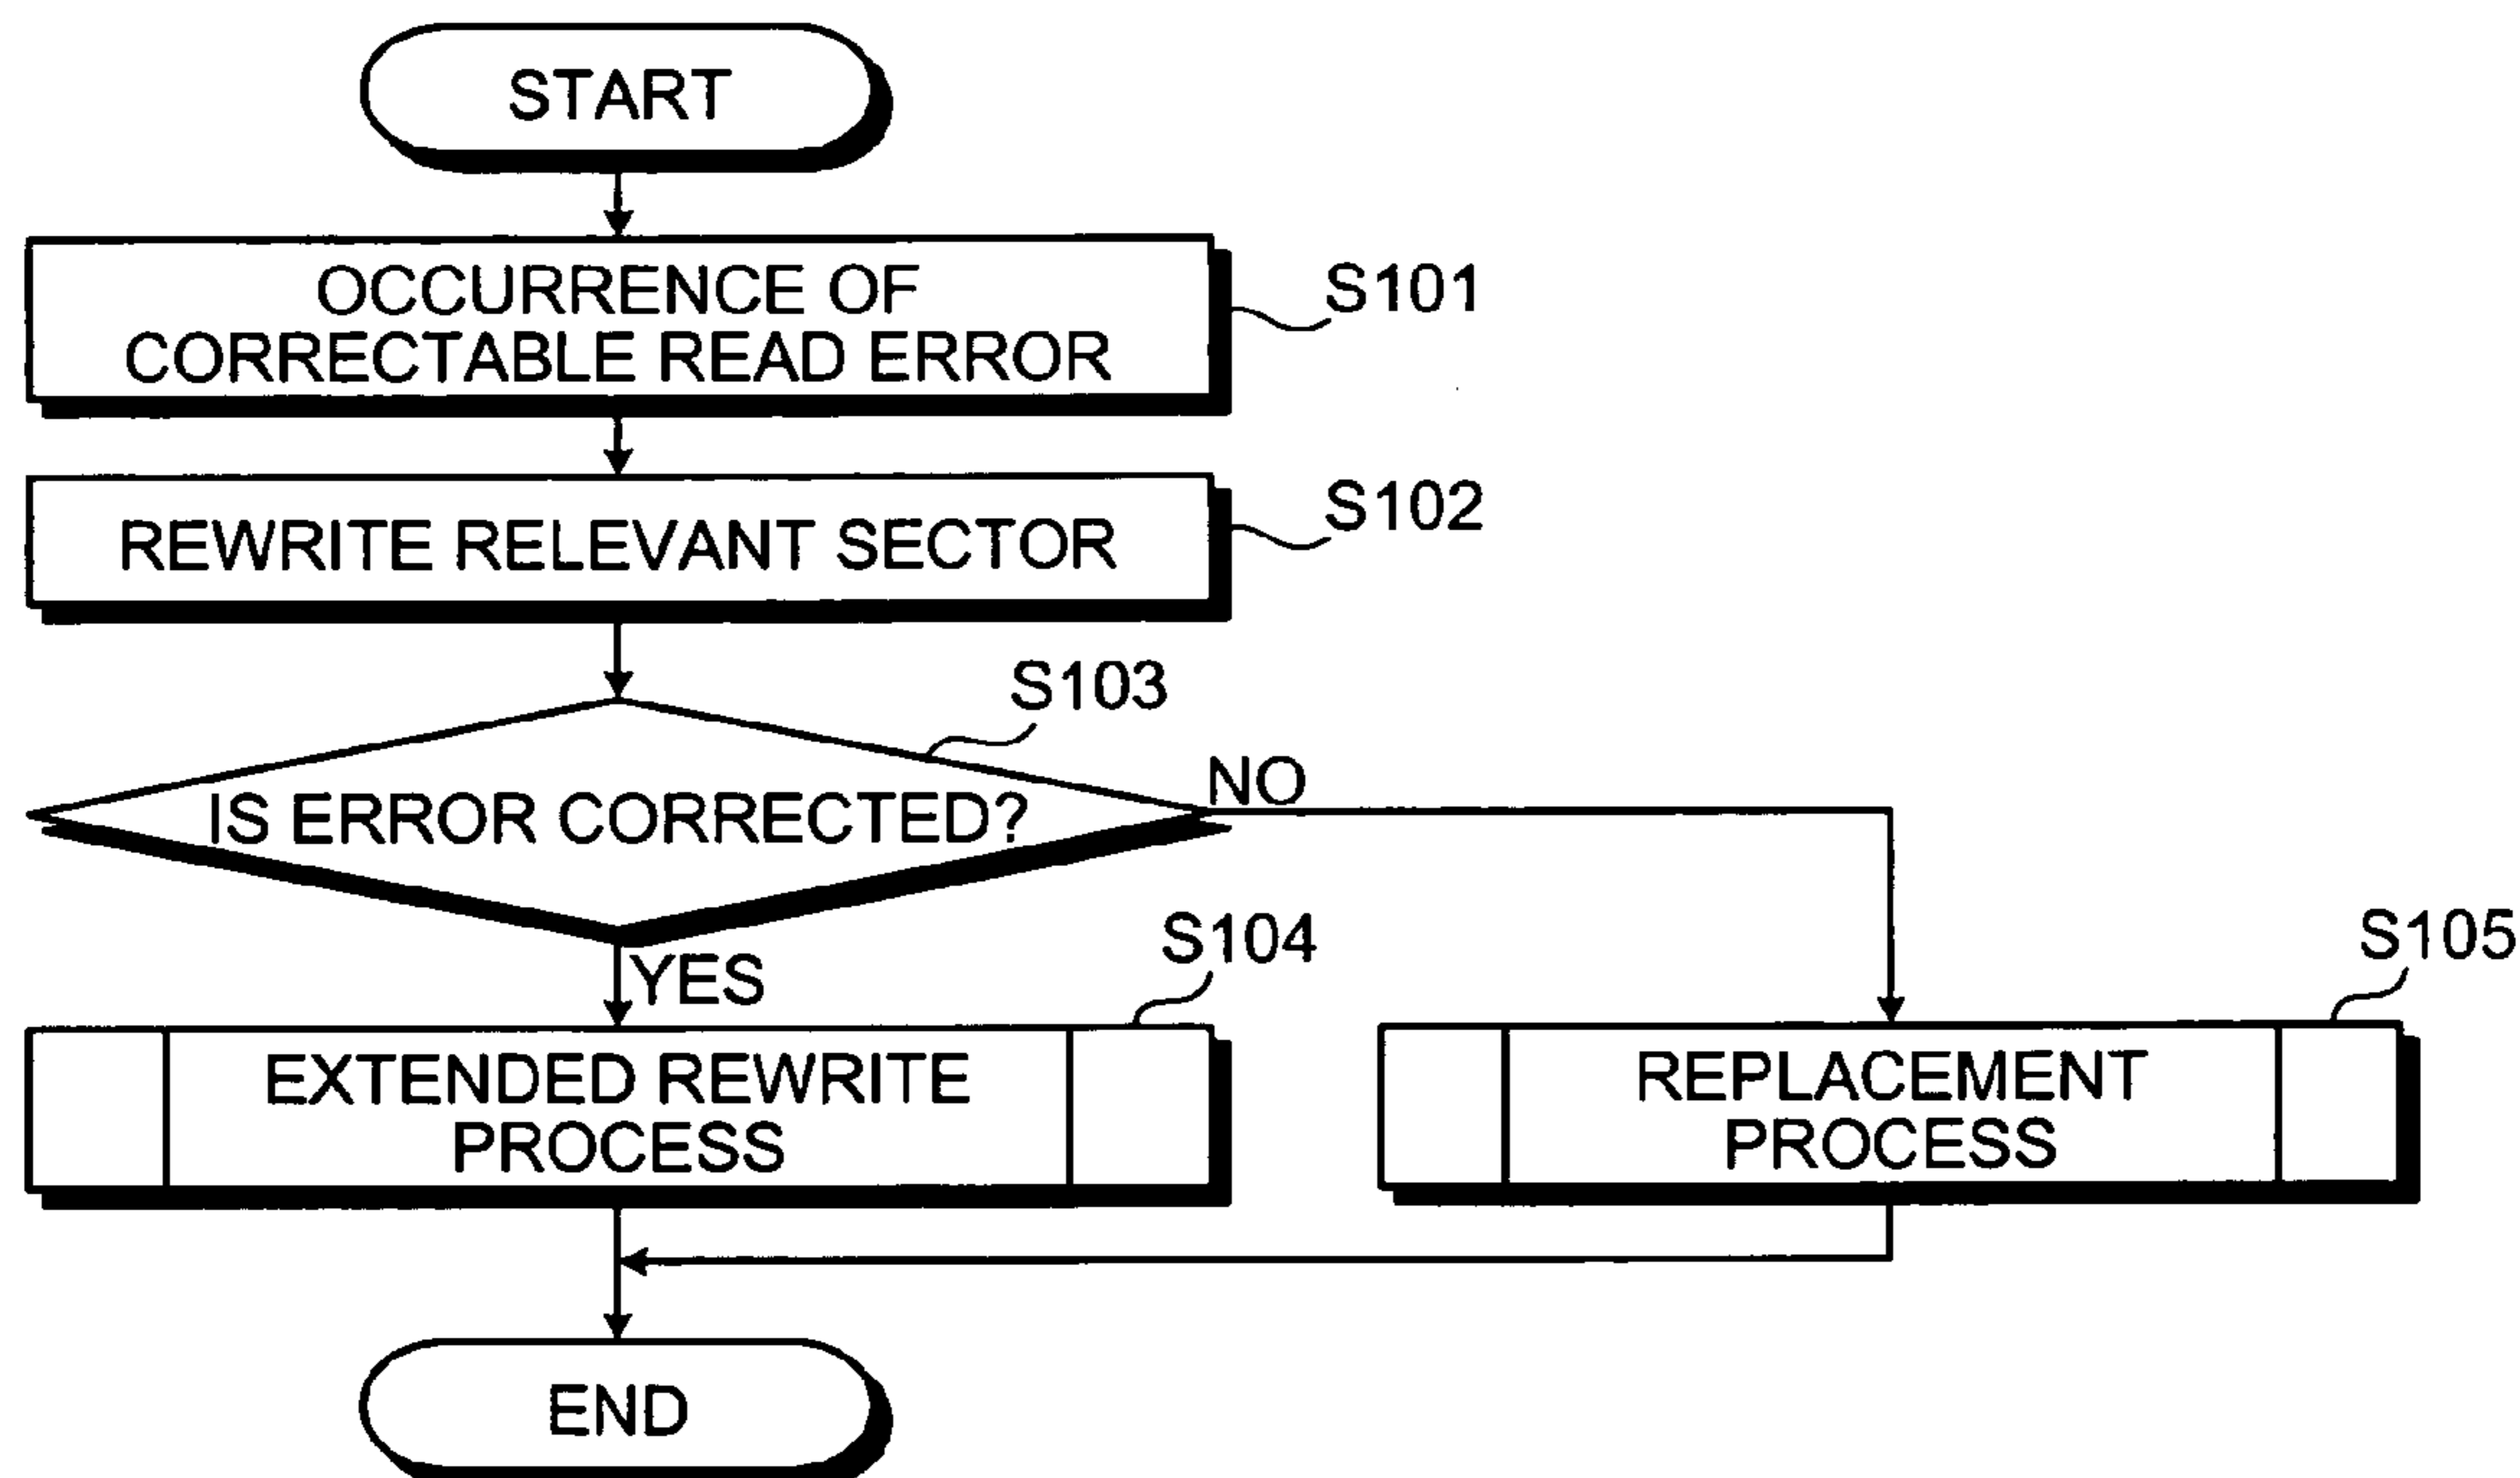 START
OCCURRENCE OF
CORRECTABLE READ ERROR
S101
REWRITE RELEVANT SECTOR
S102
S103
IS ERROR CORRECTED?
NO
YES
S104
EXTENDED REWRITE
PROCESS
S105
REPLACEMENT
PROCESS
END